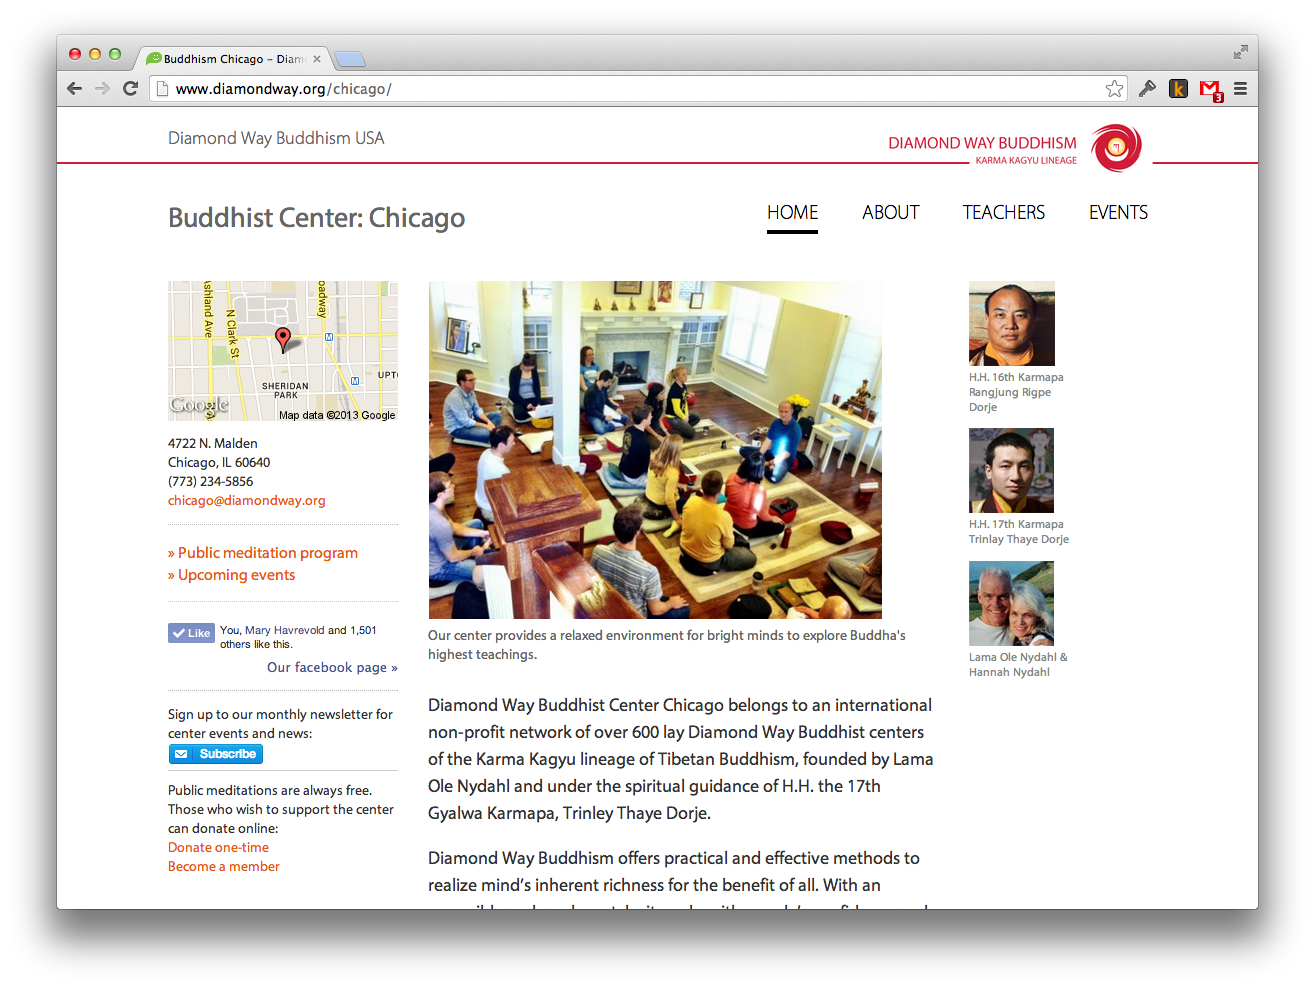 Buddhism Chicago – Diam
www.diamondway.org/chicago/
3
Diamond Way Buddhism USA
DIAMOND WAY BUDDHISM
KARMA KAGYU LINEAGE
Buddhist Center: Chicago
HOME ABOUT TEACHERS EVENTS
Ashland Ave
N Clark St
oadway
M
M
SHERIDAN
PARK
UPT
Google
Map data ©2013 Google
4722 N. Malden
Chicago, IL 60640
(773) 234-5856
chicago@diamondway.org
» Public meditation program
» Upcoming events
Like
You, Mary Havrevold and 1,501
others like this.
Our facebook page »
Sign up to our monthly newsletter for
center events and news:
Subscribe
Public meditations are always free.
Those who wish to support the center
can donate online:
Donate one-time
Become a member
Our center provides a relaxed environment for bright minds to explore Buddha's
highest teachings.
Diamond Way Buddhist Center Chicago belongs to an international
non-profit network of over 600 lay Diamond Way Buddhist centers
of the Karma Kagyu lineage of Tibetan Buddhism, founded by Lama
Ole Nydahl and under the spiritual guidance of H.H. the 17th
Gyalwa Karmapa, Trinley Thaye Dorje.
Diamond Way Buddhism offers practical and effective methods to
realize mind's inherent richness for the benefit of all. With an
H.H. 16th Karmapa
Rangjung Rigpe
Dorje
H.H. 17th Karmapa
Trinlay Thaye Dorje
Lama Ole Nydahl &
Hannah Nydahl